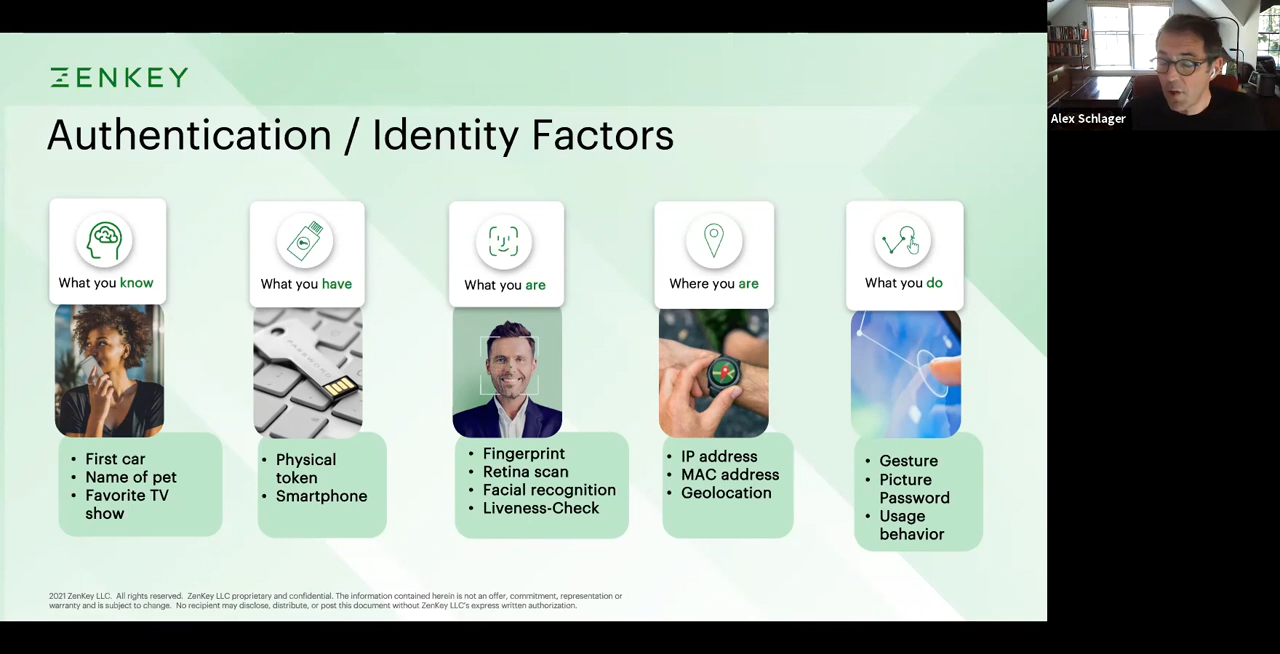 ZENKEY
Authentication / Identity Factors
What you know
What you have
What you are
Where you are
What you do
PASSWORD
• First car
• Name of pet
• Favorite TV
show
• Physical
token
• Smartphone
• Fingerprint
• Retina scan
• Facial recognition
• Liveness-Check
• IP address
• MAC address
• Geolocation
• Gesture
• Picture
Password
• Usage
behavior
2021 ZenKey LLC. All rights reserved. ZenKey LLC proprietary and confidential. The information contained herein is not an offer, commitment, representation or
warranty and is subject to change. No recipient may disclose, distribute, or post this document without ZenKey LLC's express written authorization.
Alex Schlager